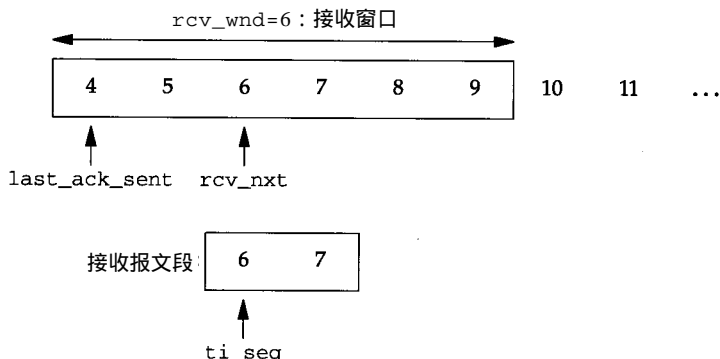 rcv_wnd=6：接收窗口
4 5 6 7 8 9 10 11 ...
last_ack_sent rcv_nxt
接收报文段 6 7
ti_seq